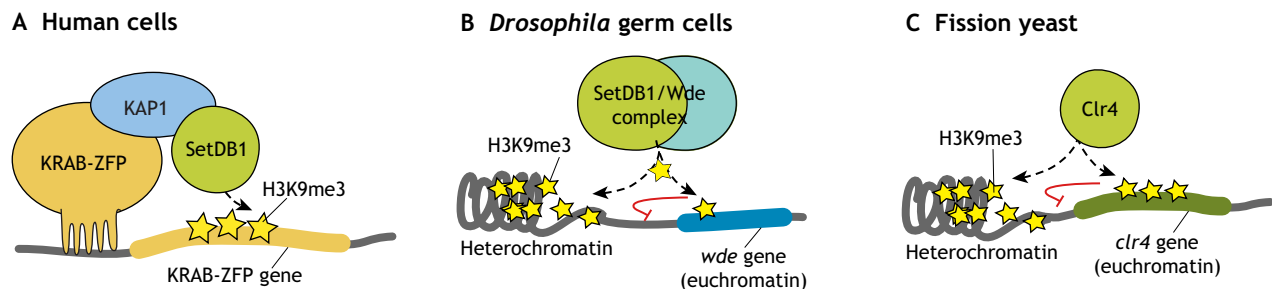 A Human cells
KAP1
KRAB-ZFP
SetDB1
H3K9me3
KRAB-ZFP gene
B Drosophila germ cells
SetDB1/Wde
complex
H3K9me3
Heterochromatin
wde gene
(euchromatin)
C Fission yeast
Clr4
H3K9me3
Heterochromatin
clr4 gene
(euchromatin)